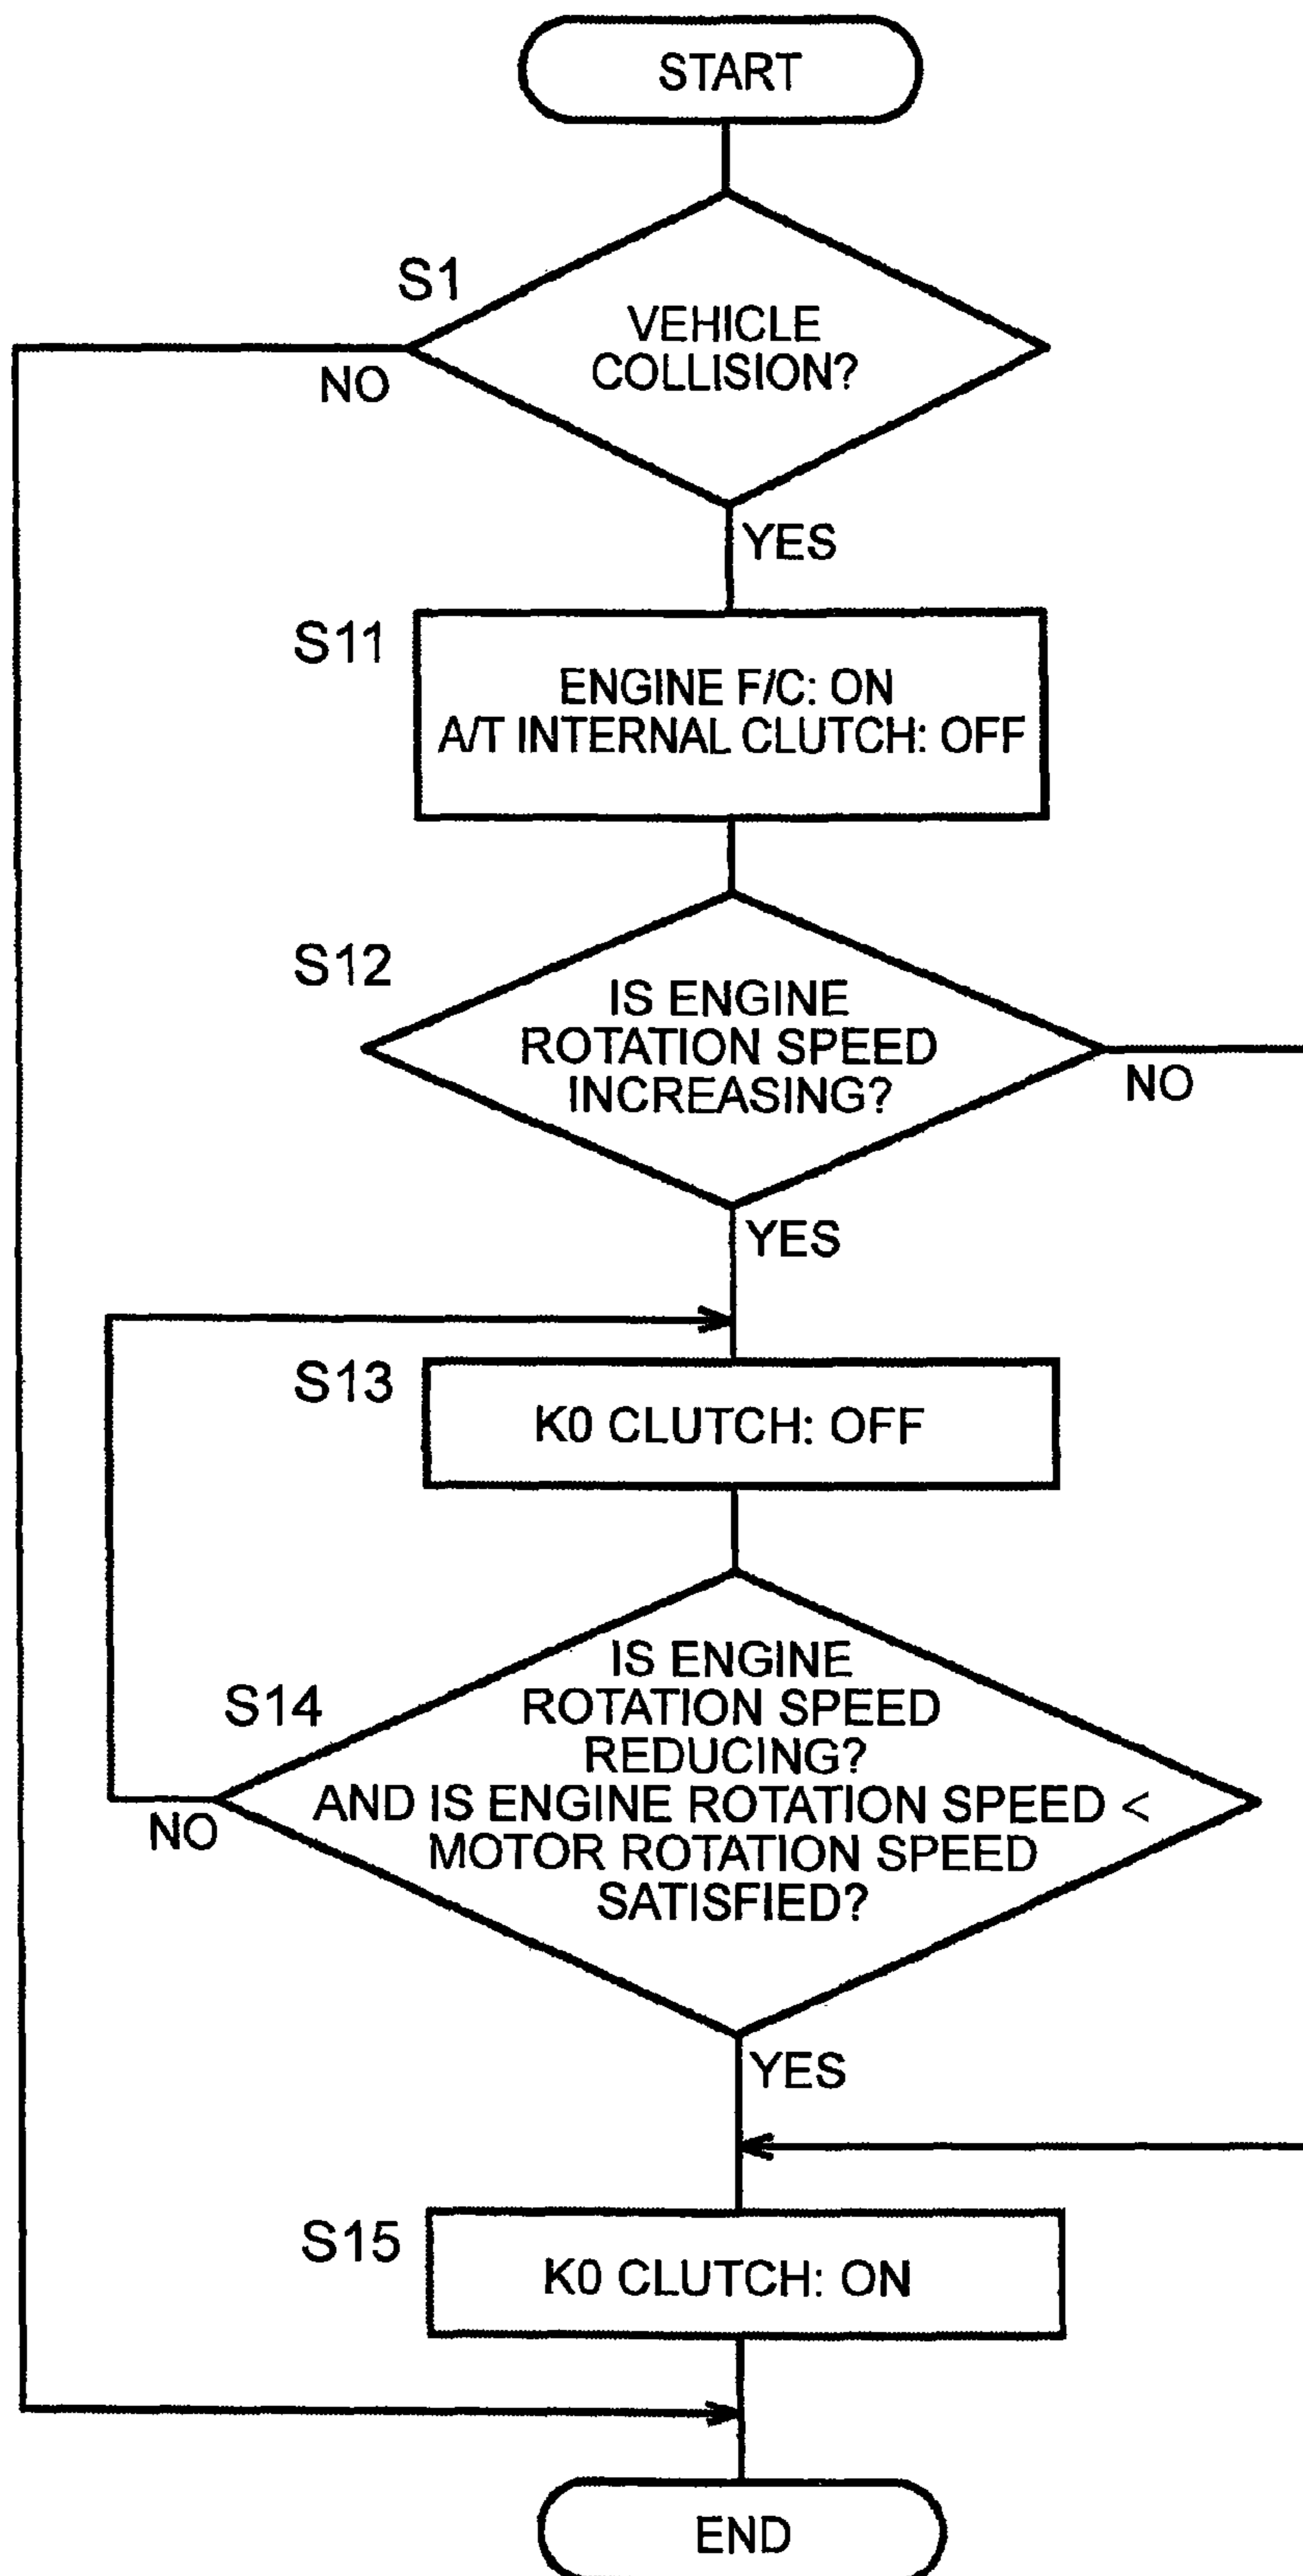 START
S1
VEHICLE
COLLISION?
NO
YES
S11
ENGINE F/C: ON
A/T INTERNAL CLUTCH: OFF
S12
IS ENGINE
ROTATION SPEED
INCREASING?
NO
YES
S13
K0 CLUTCH: OFF
S14
IS ENGINE
ROTATION SPEED
REDUCING?
AND IS ENGINE ROTATION SPEED <
MOTOR ROTATION SPEED
SATISFIED?
NO
YES
S15
K0 CLUTCH: ON
END